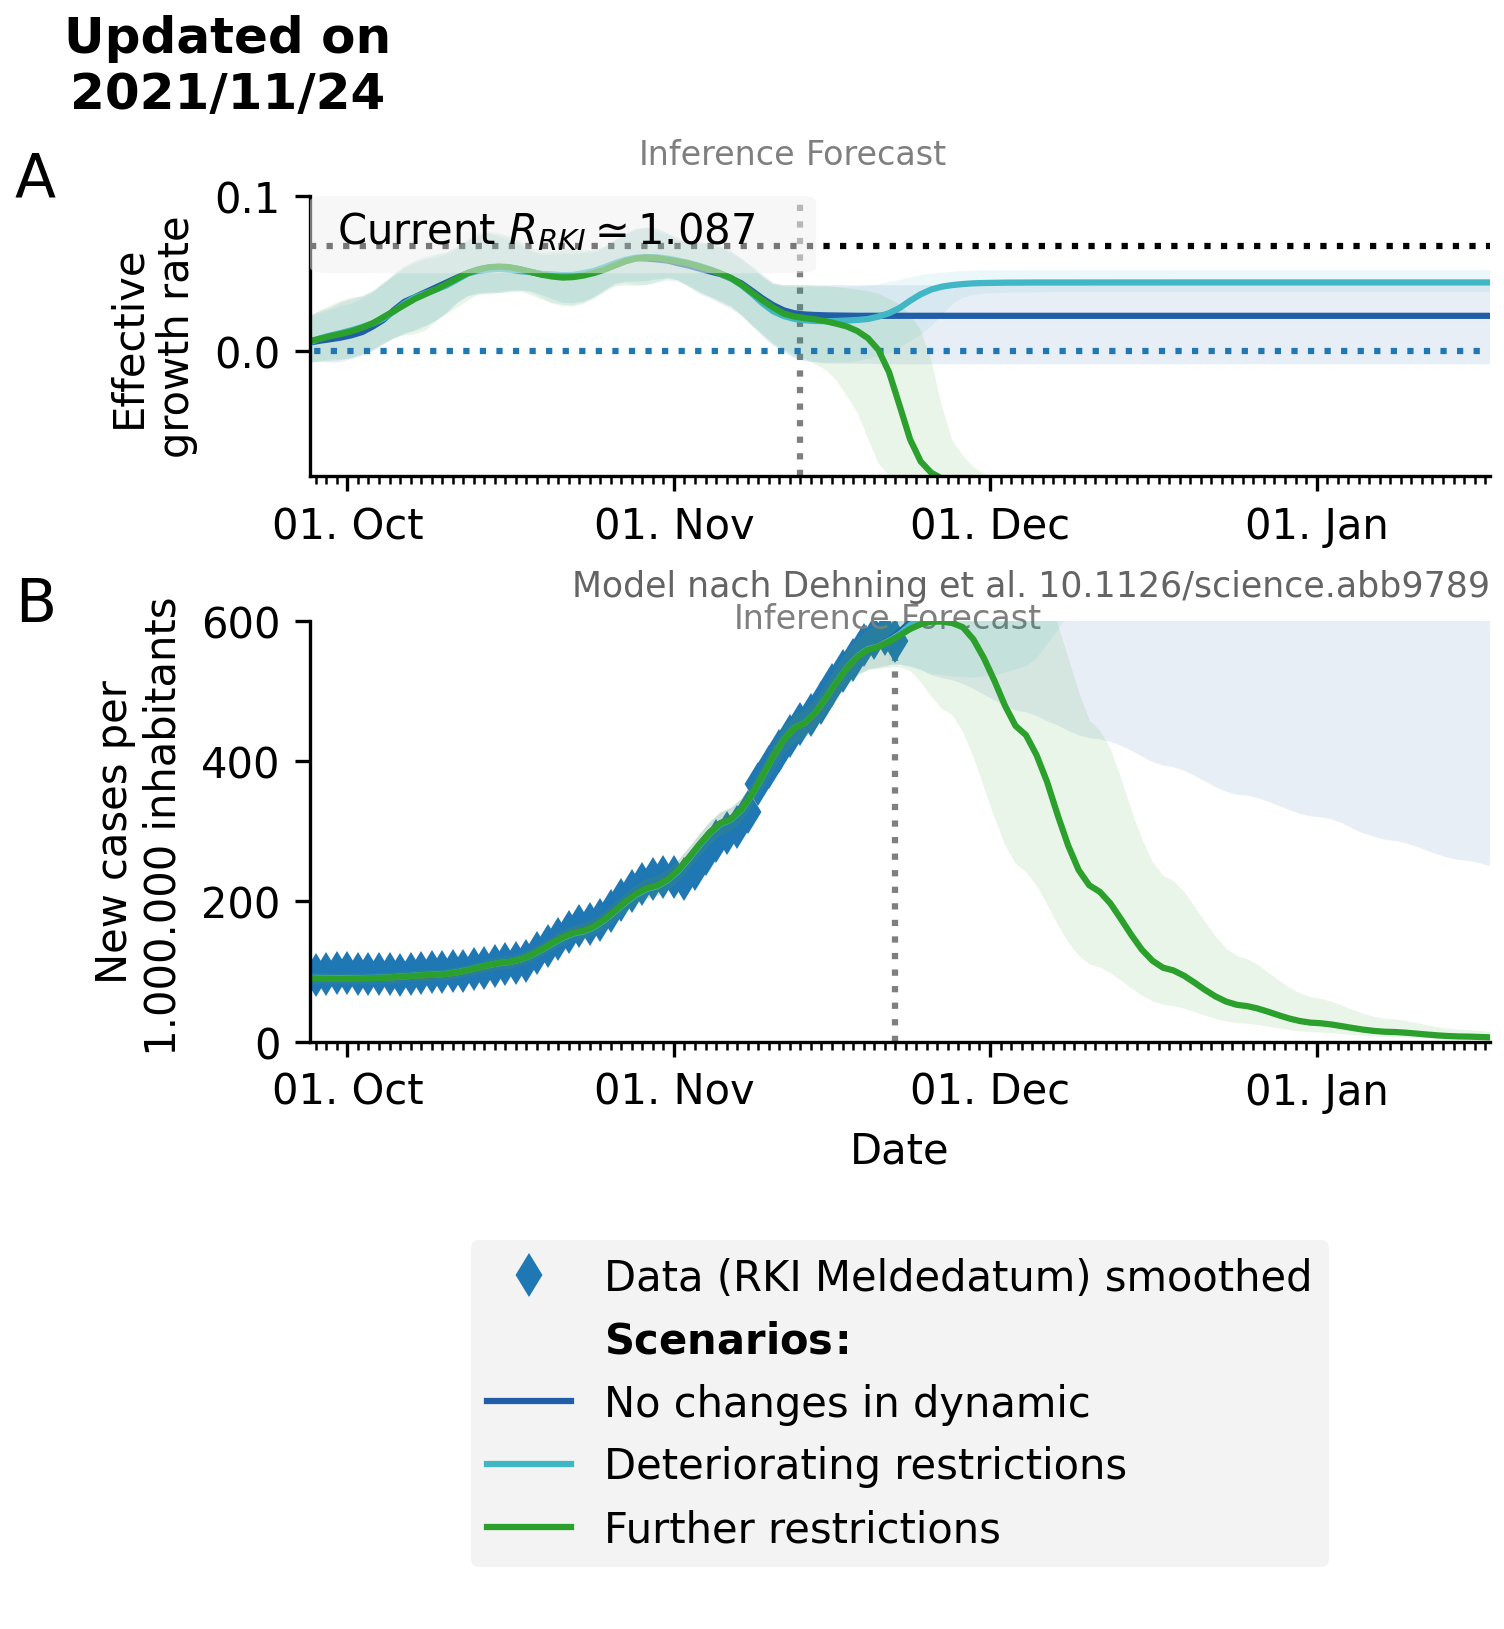 Updated on
2021/11/24
A
Inference Forecast
Current R_RKI ≃ 1.087
Effective
growth rate
0.1
0.0
01. Oct 01. Nov 01. Dec 01. Jan
B
Model nach Dehning et al. 10.1126/science.abb9789
Inference Forecast
New cases per
1.000.000 inhabitants
600
400
200
0
01. Oct 01. Nov 01. Dec 01. Jan
Date
Data (RKI Meldedatum) smoothed
Scenarios:
No changes in dynamic
Deteriorating restrictions
Further restrictions